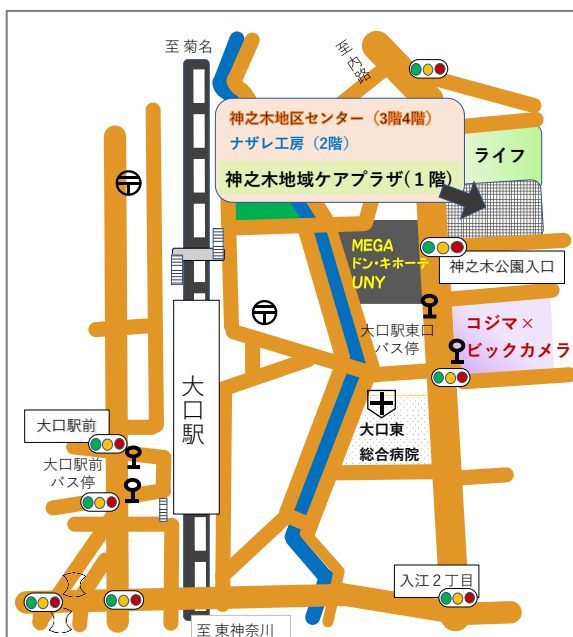 至 菊名
至内路
神之木地区センター（3階4階）
ナザレ工房（2階）
神之木地域ケアプラザ(１階)
ライフ
MEGA
ドン・キホーテ
UNY
神之木公園入口
大口駅東口
バス停
コジマ×
ビックカメラ
大口駅
大口駅前
大口駅前
バス停
大口東
総合病院
入江２丁目
至 東神奈川